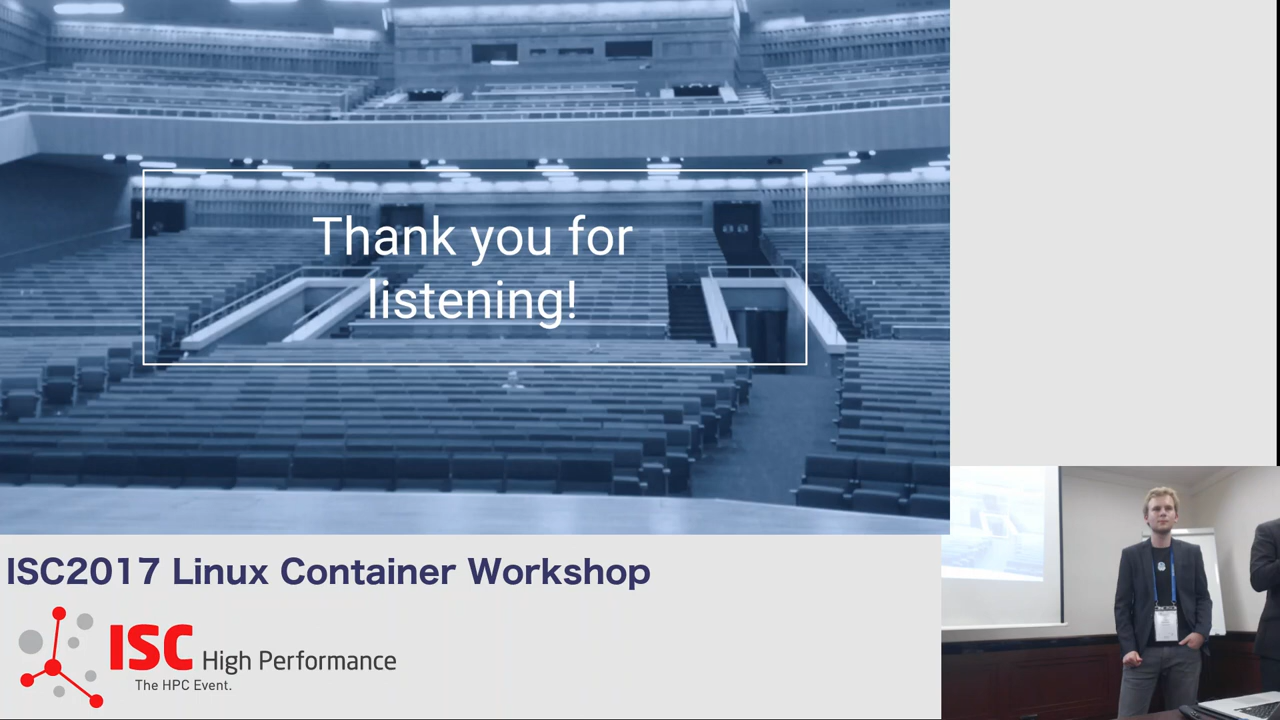 Thank you for
listening!
ISC2017 Linux Container Workshop
ISC High Performance
The HPC Event.